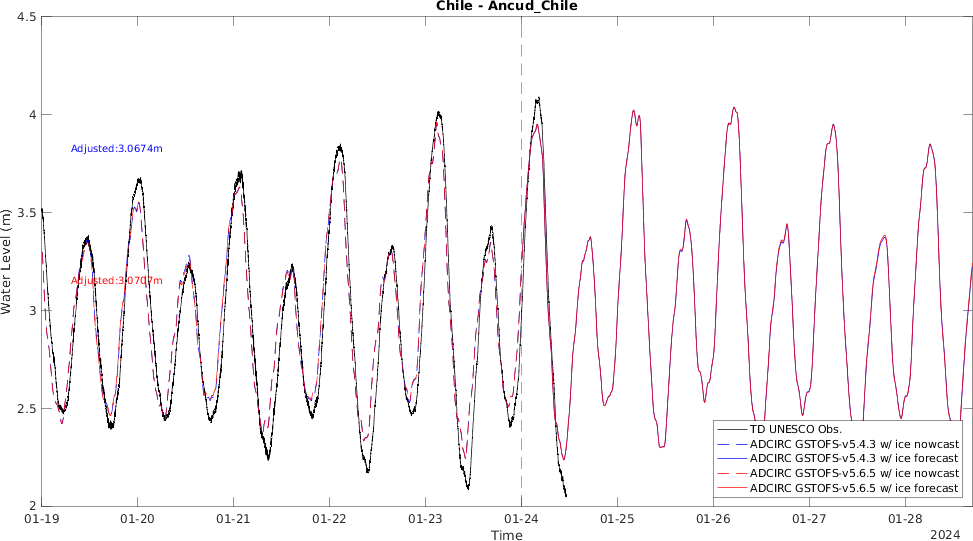 Chile - Ancud_Chile
4.5
4
3.5
3
2.5
2
Water Level (m)
Adjusted:3.0674m
Adjusted:3.0707m
TD UNESCO Obs.
ADCIRC GSTOFS-v5.4.3 w/ ice nowcast
ADCIRC GSTOFS-v5.4.3 w/ ice forecast
ADCIRC GSTOFS-v5.6.5 w/ ice nowcast
ADCIRC GSTOFS-v5.6.5 w/ ice forecast
01-19 01-20 01-21 01-22 01-23 01-24 01-25 01-26 01-27 01-28
Time
2024